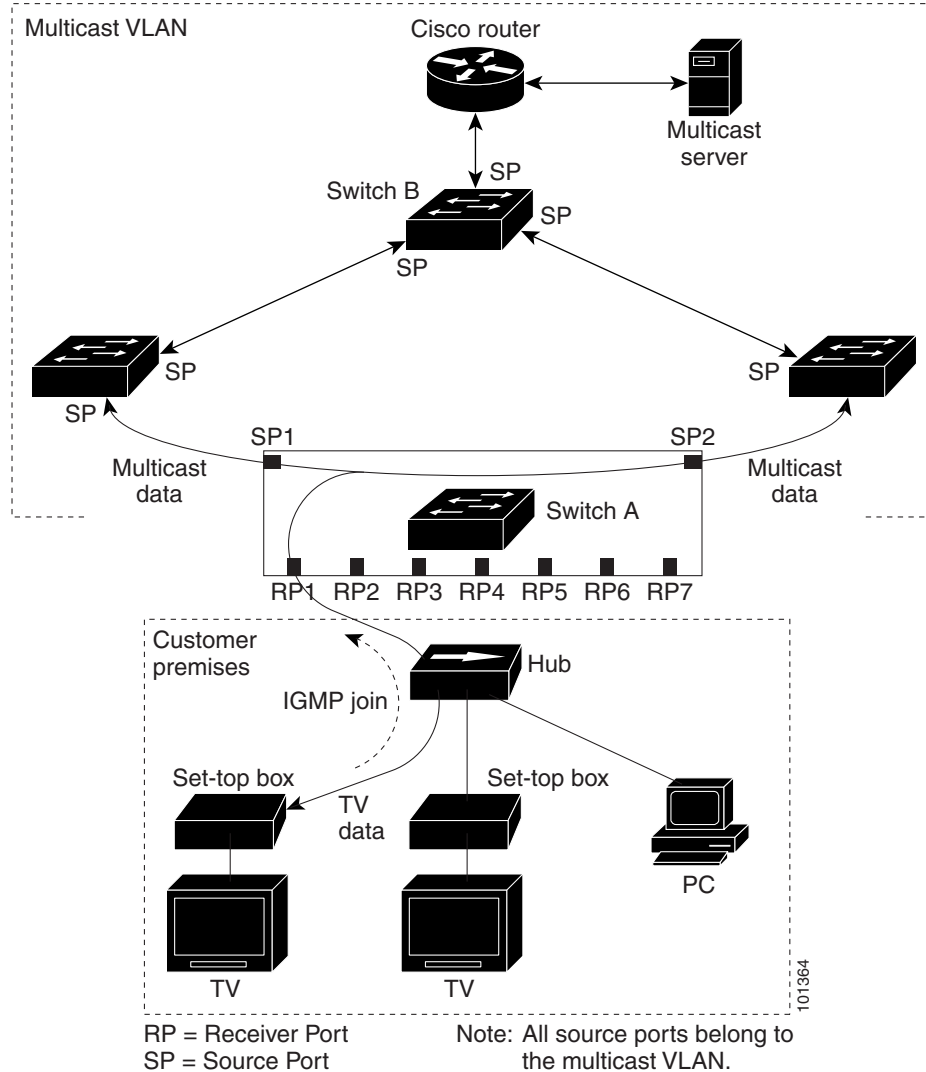 Multicast VLAN
Cisco router
Multicast
server
SP
Switch B
SP
SP
SP
SP
SP
SP1
SP2
Multicast
data
Multicast
data
Switch A
RP1 RP2 RP3 RP4 RP5 RP6 RP7
Customer
premises
Hub
IGMP join
Set-top box
Set-top box
TV
data
PC
TV
TV
101364
RP = Receiver Port
SP = Source Port
Note: All source ports belong to
the multicast VLAN.